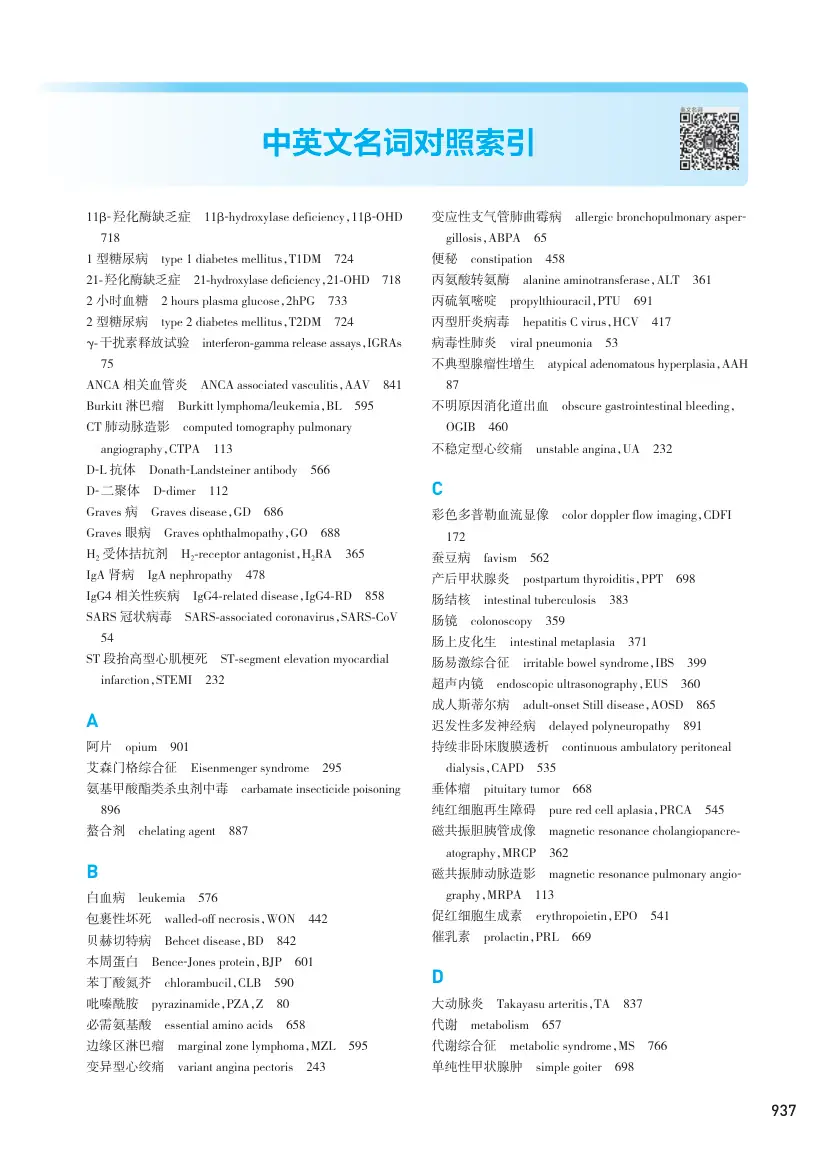 英文名词
中英文名词对照索引
11β-羟化酶缺乏症 11β-hydroxylase deficiency,11β-OHD
718
1 型糖尿病 type 1 diabetes mellitus,T1DM 724
21-羟化酶缺乏症 21-hydroxylase deficiency,21-OHD 718
2 小时血糖 2 hours plasma glucose,2hPG 733
2 型糖尿病 type 2 diabetes mellitus,T2DM 724
γ-干扰素释放试验 interferon-gamma release assays,IGRAs
75
ANCA 相关血管炎 ANCA associated vasculitis,AAV 841
Burkitt 淋巴瘤 Burkitt lymphoma/leukemia,BL 595
CT 肺动脉造影 computed tomography pulmonary
angiography,CTPA 113
D-L 抗体 Donath-Landsteiner antibody 566
D-二聚体 D-dimer 112
Graves 病 Graves disease,GD 686
Graves 眼病 Graves ophthalmopathy,GO 688
H₂ 受体拮抗剂 H₂-receptor antagonist,H₂RA 365
IgA 肾病 IgA nephropathy 478
IgG4 相关性疾病 IgG4-related disease,IgG4-RD 858
SARS 冠状病毒 SARS-associated coronavirus,SARS-CoV
54
ST 段抬高型心肌梗死 ST-segment elevation myocardial
infarction,STEMI 232
A
阿片 opium 901
艾森门格综合征 Eisenmenger syndrome 295
氨基甲酸酯类杀虫剂中毒 carbamate insecticide poisoning
896
螯合剂 chelating agent 887
B
白血病 leukemia 576
包裹性坏死 walled-off necrosis,WON 442
贝赫切特病 Behcet disease,BD 842
本周蛋白 Bence-Jones protein,BJP 601
苯丁酸氮芥 chlorambucil,CLB 590
吡嗪酰胺 pyrazinamide,PZA,Z 80
必需氨基酸 essential amino acids 658
边缘区淋巴瘤 marginal zone lymphoma,MZL 595
变异型心绞痛 variant angina pectoris 243
变应性支气管肺曲霉病 allergic bronchopulmonary asper-
gillosis,ABPA 65
便秘 constipation 458
丙氨酸转氨酶 alanine aminotransferase,ALT 361
丙硫氧嘧啶 propylthiouracil,PTU 691
丙型肝炎病毒 hepatitis C virus,HCV 417
病毒性肺炎 viral pneumonia 53
不典型腺瘤性增生 atypical adenomatous hyperplasia,AAH
87
不明原因消化道出血 obscure gastrointestinal bleeding,
OGIB 460
不稳定型心绞痛 unstable angina,UA 232
C
彩色多普勒血流显像 color doppler flow imaging,CDFI
172
蚕豆病 favism 562
产后甲状腺炎 postpartum thyroiditis,PPT 698
肠结核 intestinal tuberculosis 383
肠镜 colonoscopy 359
肠上皮化生 intestinal metaplasia 371
肠易激综合征 irritable bowel syndrome,IBS 399
超声内镜 endoscopic ultrasonography,EUS 360
成人斯蒂尔病 adult-onset Still disease,AOSD 865
迟发性多发神经病 delayed polyneuropathy 891
持续非卧床腹膜透析 continuous ambulatory peritoneal
dialysis,CAPD 535
垂体瘤 pituitary tumor 668
纯红细胞再生障碍 pure red cell aplasia,PRCA 545
磁共振胆胰管成像 magnetic resonance cholangiopancre-
atography,MRCP 362
磁共振肺动脉造影 magnetic resonance pulmonary angio-
graphy,MRPA 113
促红细胞生成素 erythropoietin,EPO 541
催乳素 prolactin,PRL 669
D
大动脉炎 Takayasu arteritis,TA 837
代谢 metabolism 657
代谢综合征 metabolic syndrome,MS 766
单纯性甲状腺肿 simple goiter 698
937